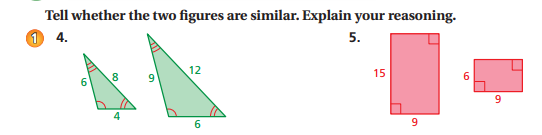 Tell whether the two figures are similar. Explain your reasoning.
1 4. 5.
6 8 4
9 12 6
15 9
6 9